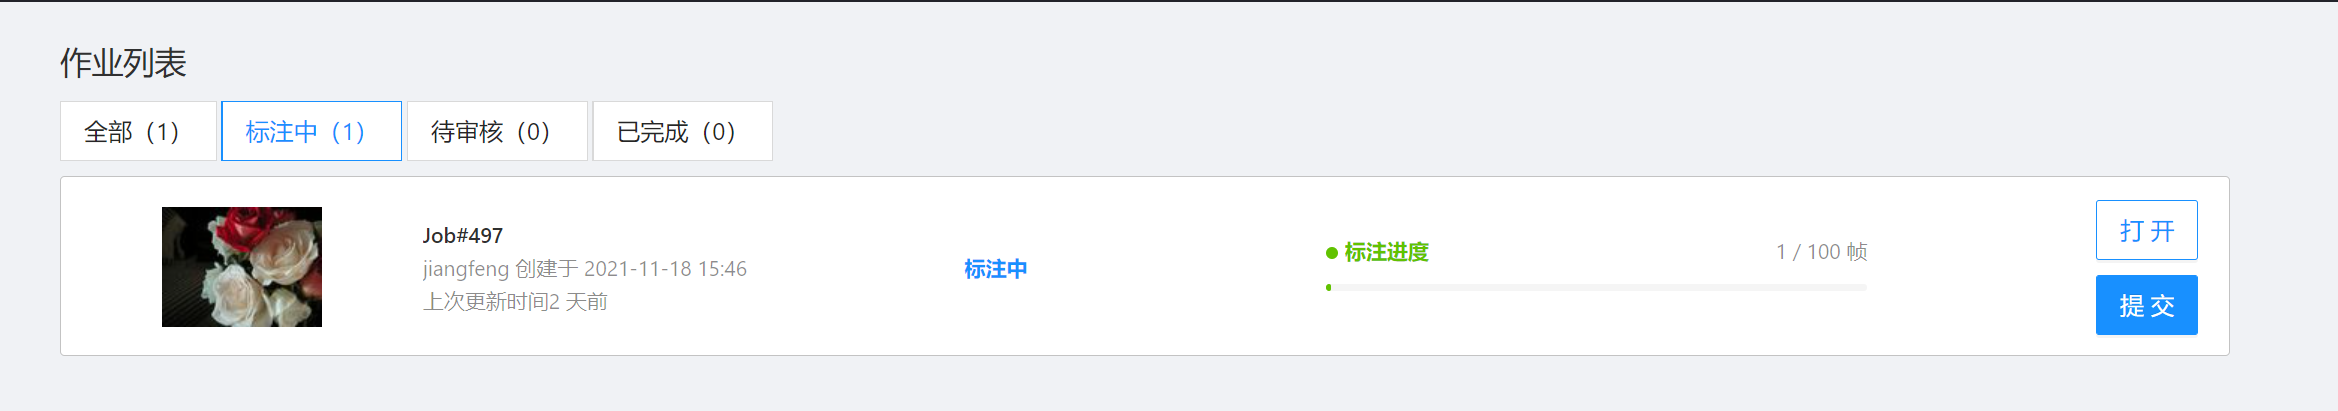 作业列表
全部（1）
标注中（1）
待审核（0）
已完成（0）
Job#497
jiangfeng 创建于 2021-11-18 15:46
上次更新时间2 天前
标注中
标注进度
1 / 100 帧
打 开
提 交